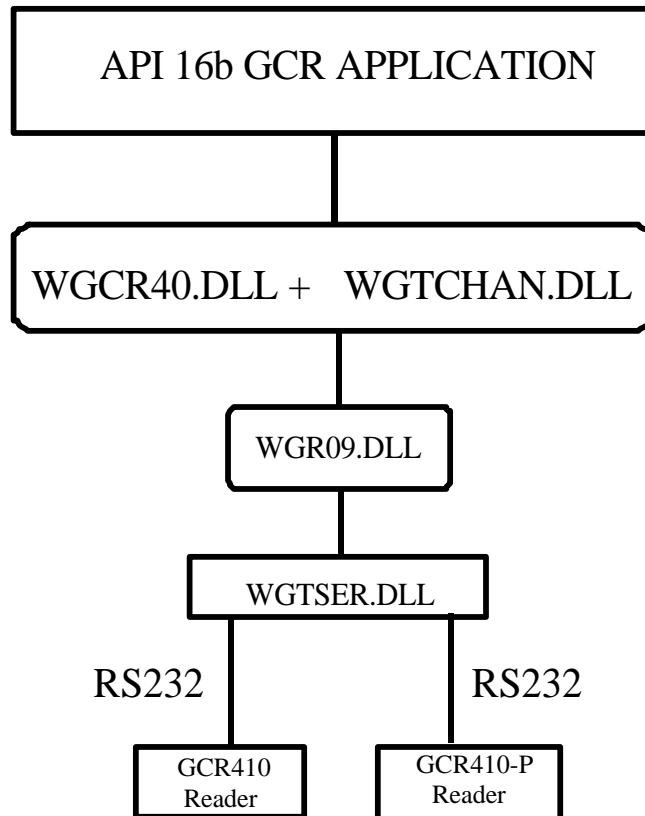 API 16b GCR APPLICATION
WGCR40.DLL + WGTCHAN.DLL
WGR09.DLL
WGTSER.DLL
RS232 RS232
GCR410 GCR410-P
Reader Reader